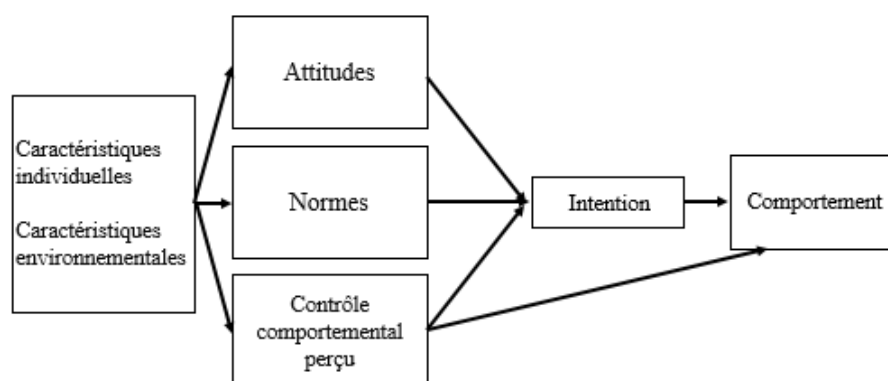 Caractéristiques
individuelles
Caractéristiques
environnementales
Attitudes
Normes
Contrôle
comportemental
perçu
Intention
Comportement